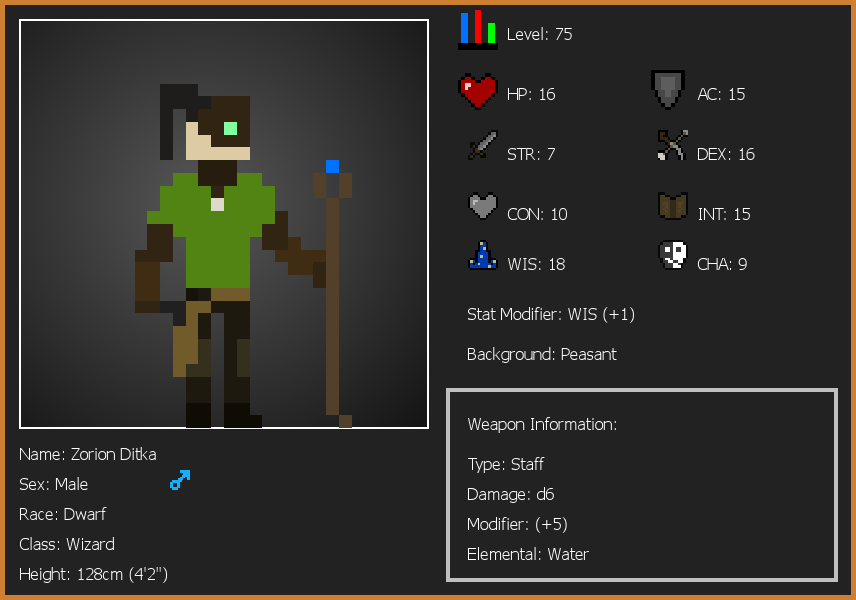 Level: 75
HP: 16
AC: 15
STR: 7
DEX: 16
CON: 10
INT: 15
WIS: 18
CHA: 9
Stat Modifier: WIS (+1)
Background: Peasant
Weapon Information:
Type: Staff
Damage: d6
Modifier: (+5)
Elemental: Water
Name: Zorion Ditka
Sex: Male
Race: Dwarf
Class: Wizard
Height: 128cm (4'2")